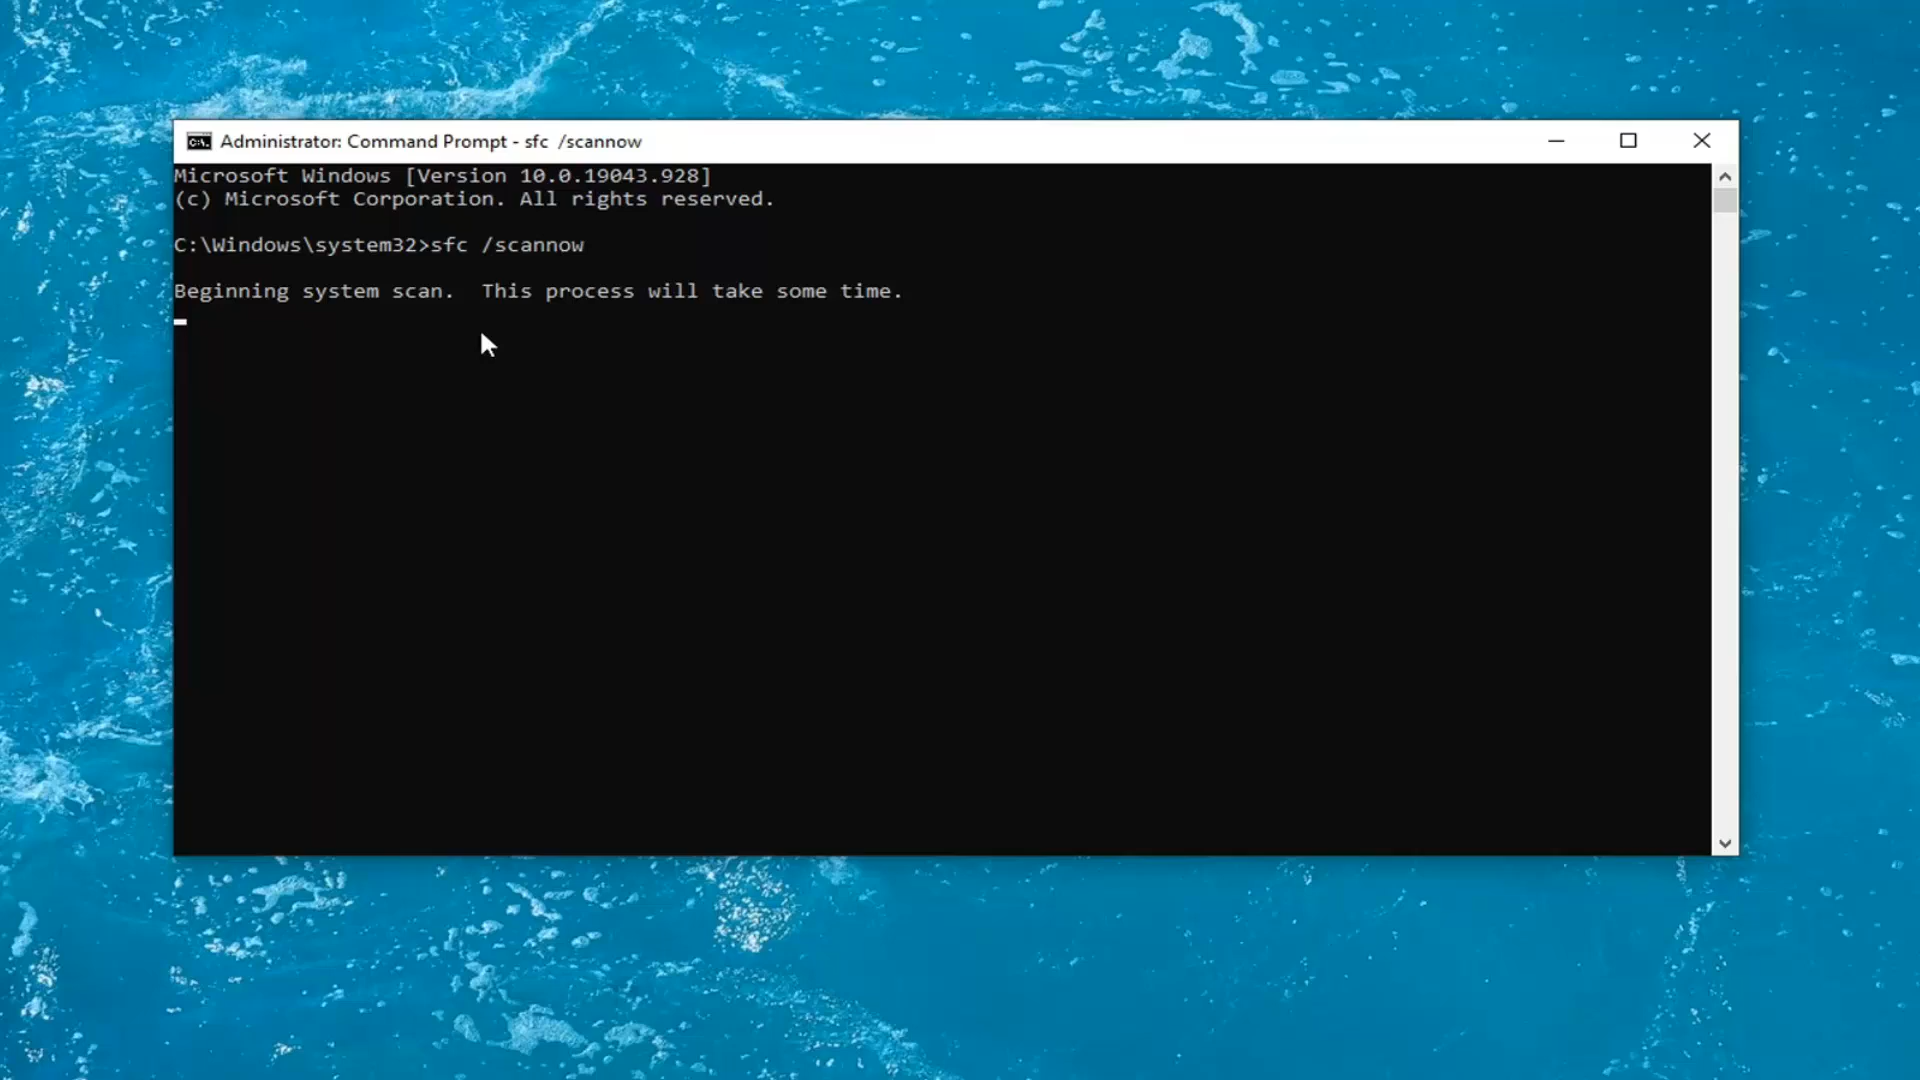 Administrator: Command Prompt - sfc  /scannow
Microsoft Windows [Version 10.0.19043.928]
(c) Microsoft Corporation. All rights reserved.
C:\Windows\system32>sfc /scannow
Beginning system scan.  This process will take some time.